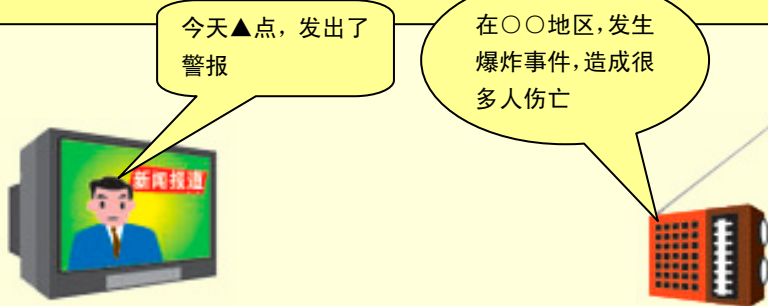 今天▲点，发出了
警报
在○○地区，发生
爆炸事件，造成很
多人伤亡
新闻报道